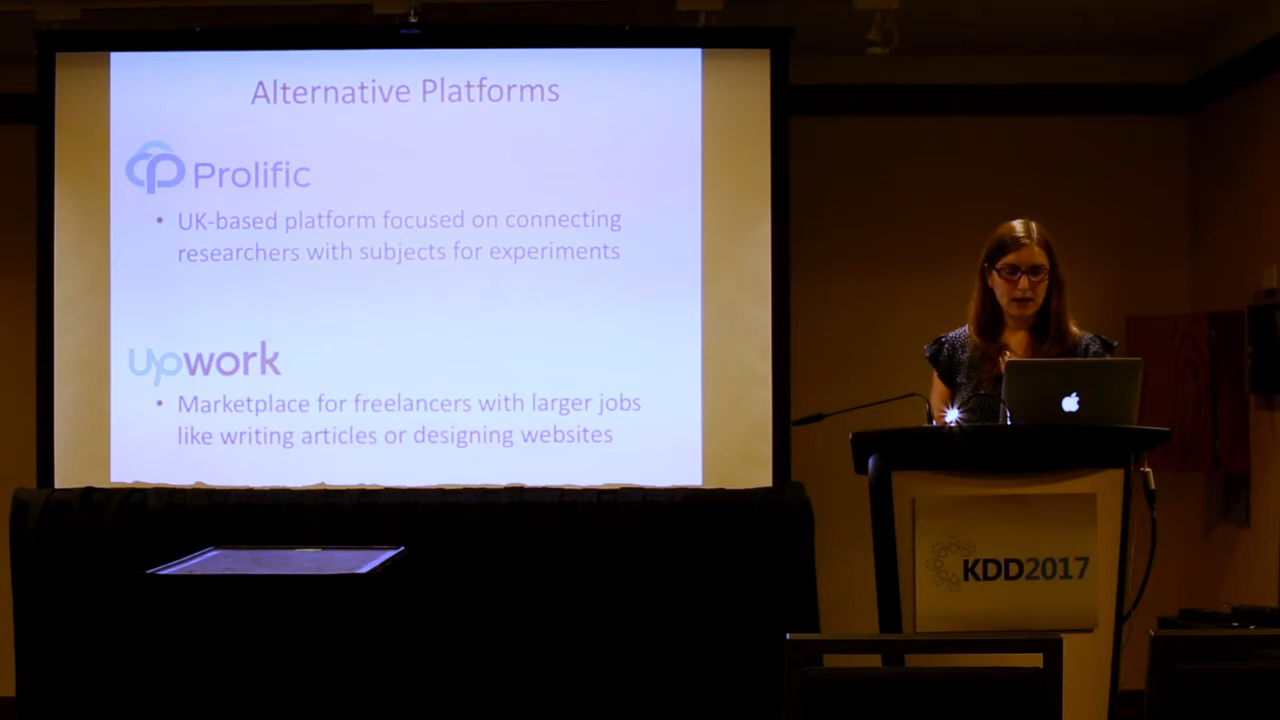 Alternative Platforms
Prolific
• UK-based platform focused on connecting
researchers with subjects for experiments
Upwork
• Marketplace for freelancers with larger jobs
like writing articles or designing websites
KDD2017